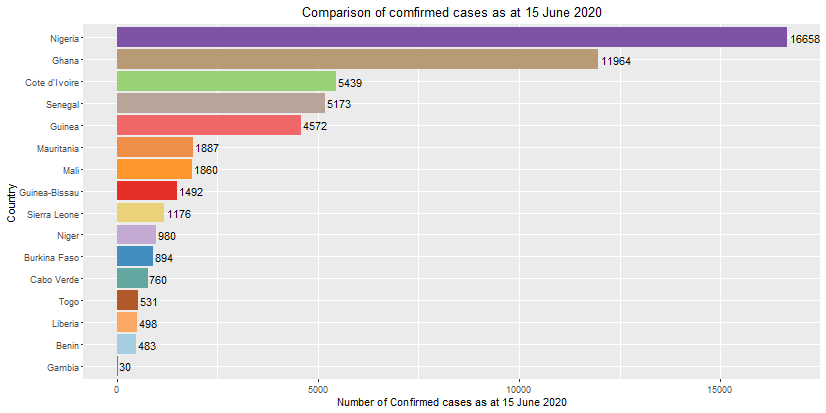 Comparison of comfirmed cases as at 15 June 2020
Country
Nigeria 16658
Ghana 11964
Cote d'Ivoire 5439
Senegal 5173
Guinea 4572
Mauritania 1887
Mali 1860
Guinea-Bissau 1492
Sierra Leone 1176
Niger 980
Burkina Faso 894
Cabo Verde 760
Togo 531
Liberia 498
Benin 483
Gambia 30
0 5000 10000 15000
Number of Confirmed cases as at 15 June 2020